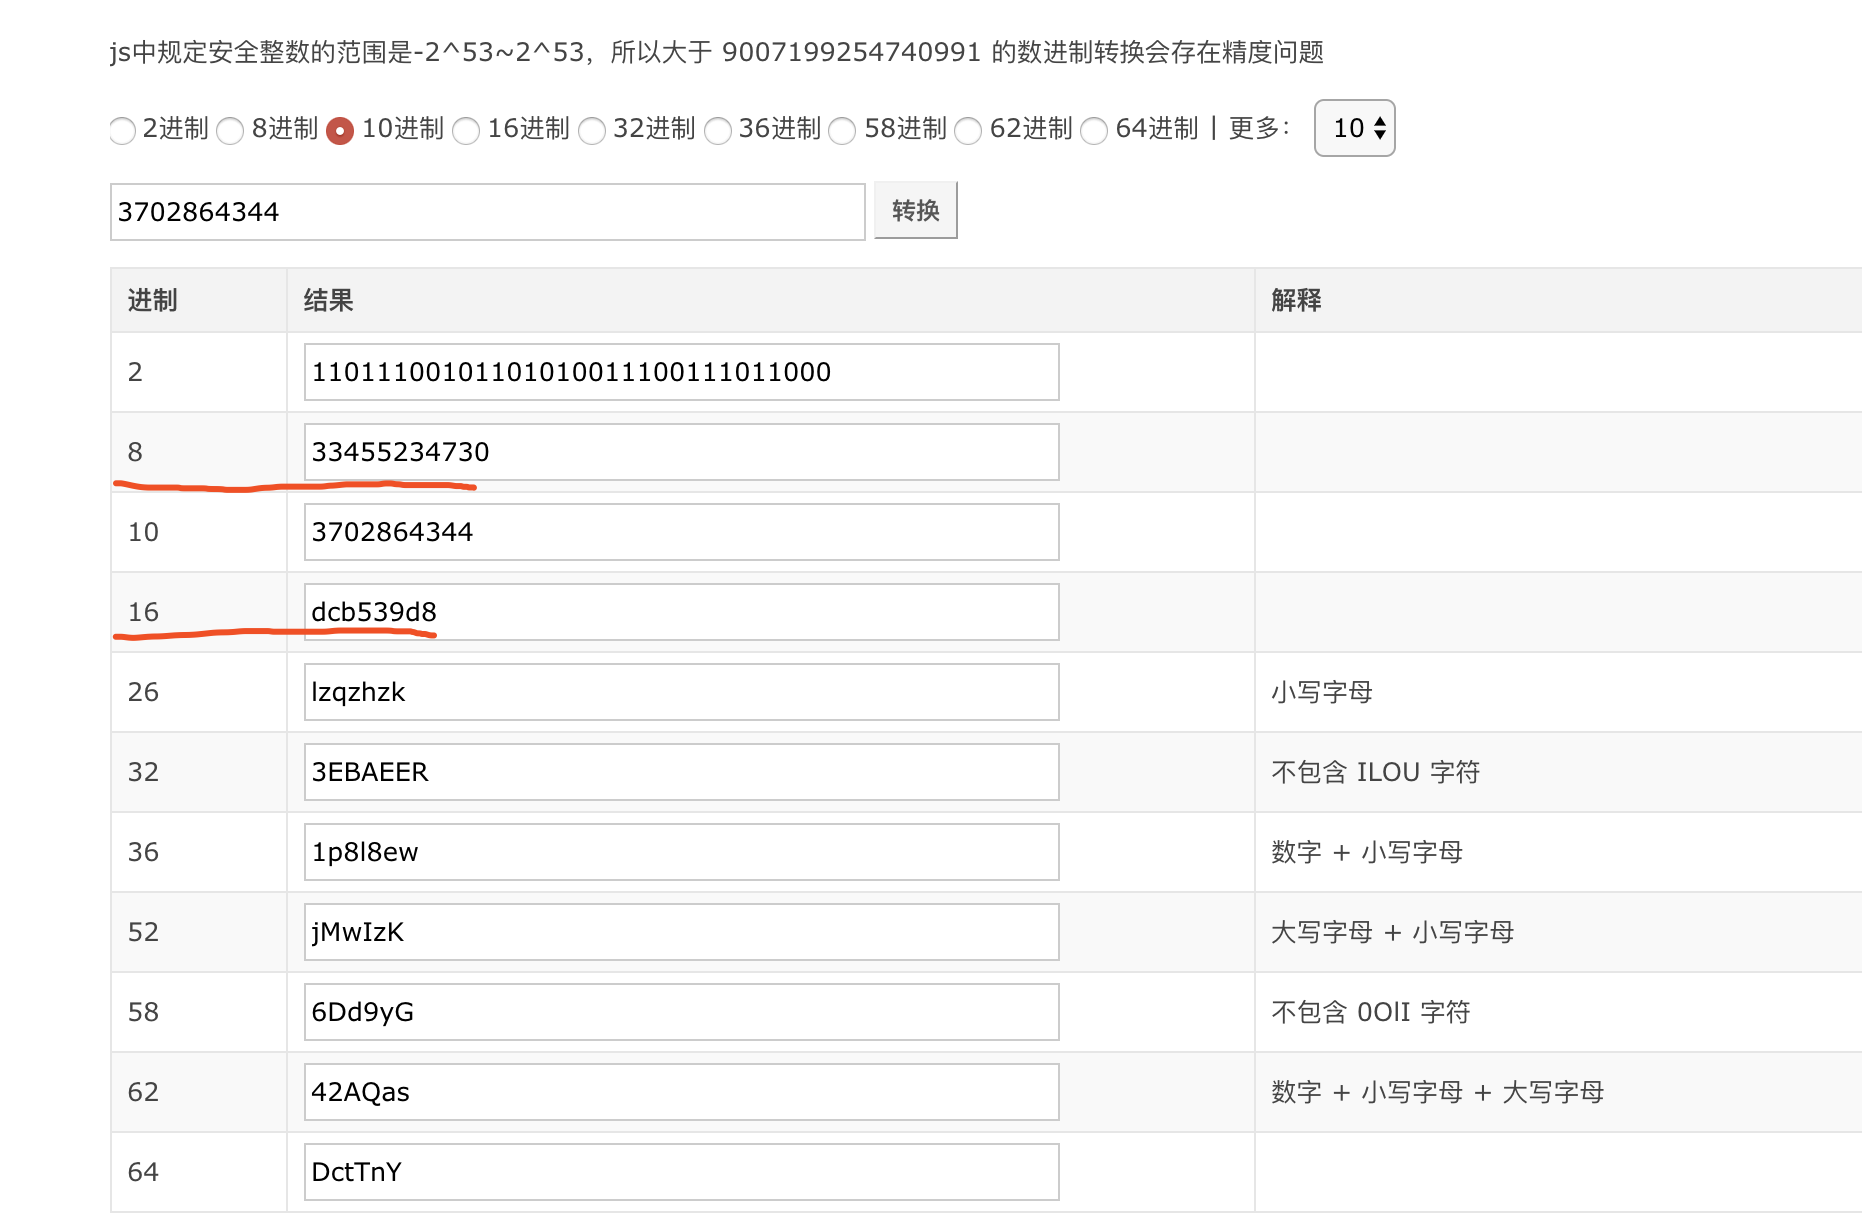 js中规定安全整数的范围是-2^53~2^53，所以大于 9007199254740991 的数进制转换会存在精度问题
2进制 8进制 10进制 16进制 32进制 36进制 58进制 62进制 64进制 | 更多： 10
3702864344 转换
进制 结果 解释
2 11011100101101010011100111011000
8 33455234730
10 3702864344
16 dcb539d8
26 lzqzhzk 小写字母
32 3EBAEER 不包含 ILOU 字符
36 1p8l8ew 数字 + 小写字母
52 jMwIzK 大写字母 + 小写字母
58 6Dd9yG 不包含 0OlI 字符
62 42AQas 数字 + 小写字母 + 大写字母
64 DctTnY